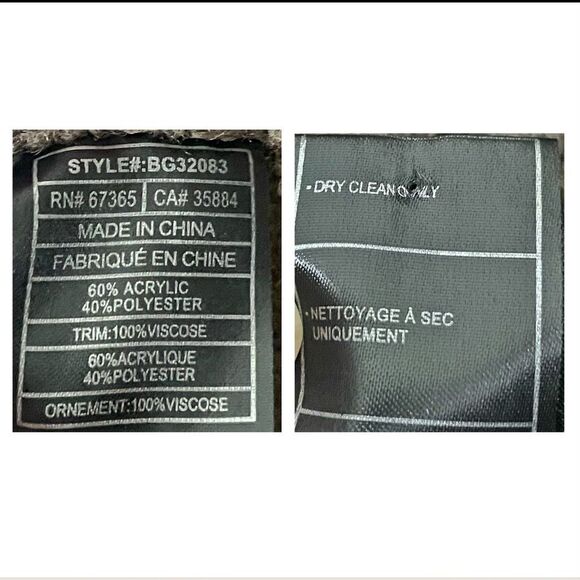 STYLE#:BG32083
RN# 67365 CA# 35884
MADE IN CHINA
FABRIQUÉ EN CHINE
60% ACRYLIC
40%POLYESTER
TRIM:100%VISCOSE
60%ACRYLIQUE
40%POLYESTER
ORNEMENT:100%VISCOSE
-DRY CLEAN ONLY
-NETTOYAGE À SEC
UNIQUEMENT